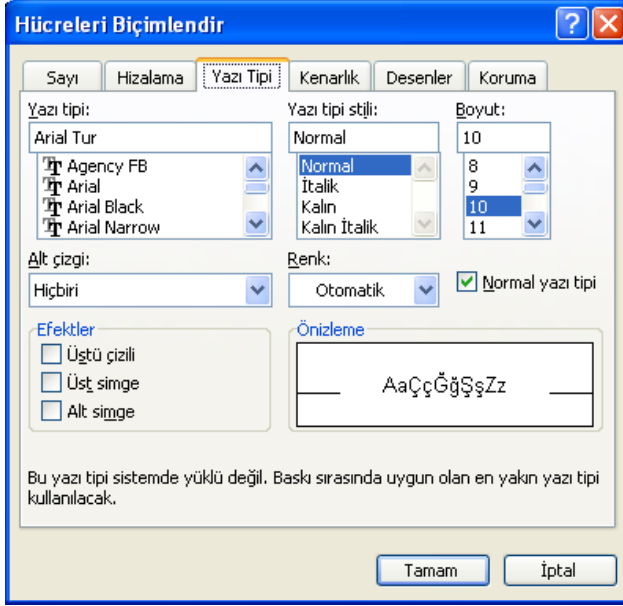 Hücreleri Biçimlendir
Sayı Hizalama Yazı Tipi Kenarlık Desenler Koruma
Yazı tipi: Yazı tipi stili: Boyut:
Arial Tur Normal 10
Agency FB Normal 8
Arial İtalik 9
Arial Black Kalın 10
Arial Narrow Kalın İtalik 11
Alt çizgi: Renk:
Hiçbiri Otomatik Normal yazı tipi
Efektler Önizleme
Üstü çizili
Üst simge AaÇçĞğŞşZz
Alt simge
Bu yazı tipi sistemde yüklü değil. Baskı sırasında uygun olan en yakın yazı tipi
kullanılacak.
Tamam İptal